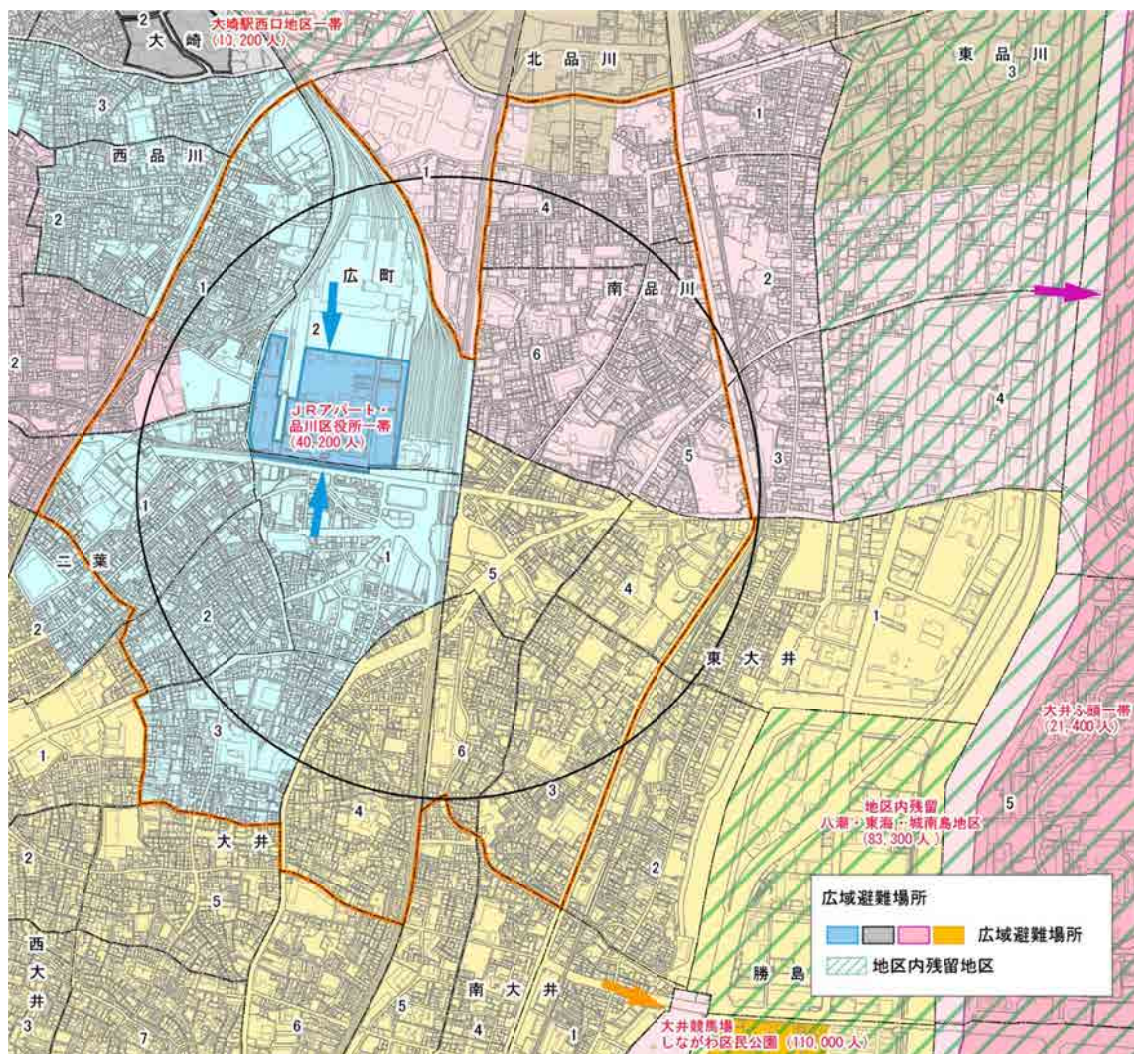 2
大崎駅西口地区一帯
(10,200人)
大崎
北品川
東品川
3
3
1
西品川
1
4
2
広町
1
南品川
2
2
6
2
4
JRアパート・
品川区役所一帯
(40,200人)
5
3
1
1
二葉
5
4
1
2
2
東大井
3
大井ふ頭一帯
(21,400人)
1
6
3
4
地区内残留
八潮・東海・城南島地区
(83,300人)
5
大井
2
2
5
広域避難場所
広域避難場所
地区内残留地区
西大井
3
勝島
南大井
5
4
1
7
6
大井競馬場
しながわ区民公園 (110,000人)